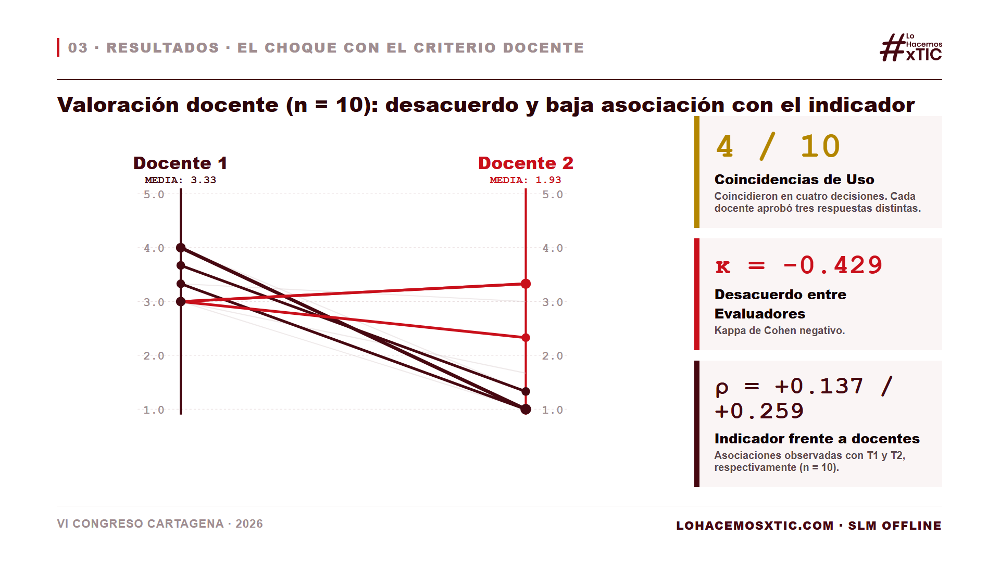 03 · RESULTADOS · EL CHOQUE CON EL CRITERIO DOCENTE
#Lo
Hacemos
xTIC
Valoración docente (n = 10): desacuerdo y baja asociación con el indicador
Docente 1
MEDIA: 3.33
Docente 2
MEDIA: 1.93
5.0
5.0
4.0
4.0
3.0
3.0
2.0
2.0
1.0
1.0
4 / 10
Coincidencias de Uso
Coincidieron en cuatro decisiones. Cada
docente aprobó tres respuestas distintas.
κ = -0.429
Desacuerdo entre
Evaluadores
Kappa de Cohen negativo.
ρ = +0.137 /
+0.259
Indicador frente a docentes
Asociaciones observadas con T1 y T2,
respectivamente (n = 10).
VI CONGRESO CARTAGENA · 2026
LOHACEMOSXTIC.COM · SLM OFFLINE